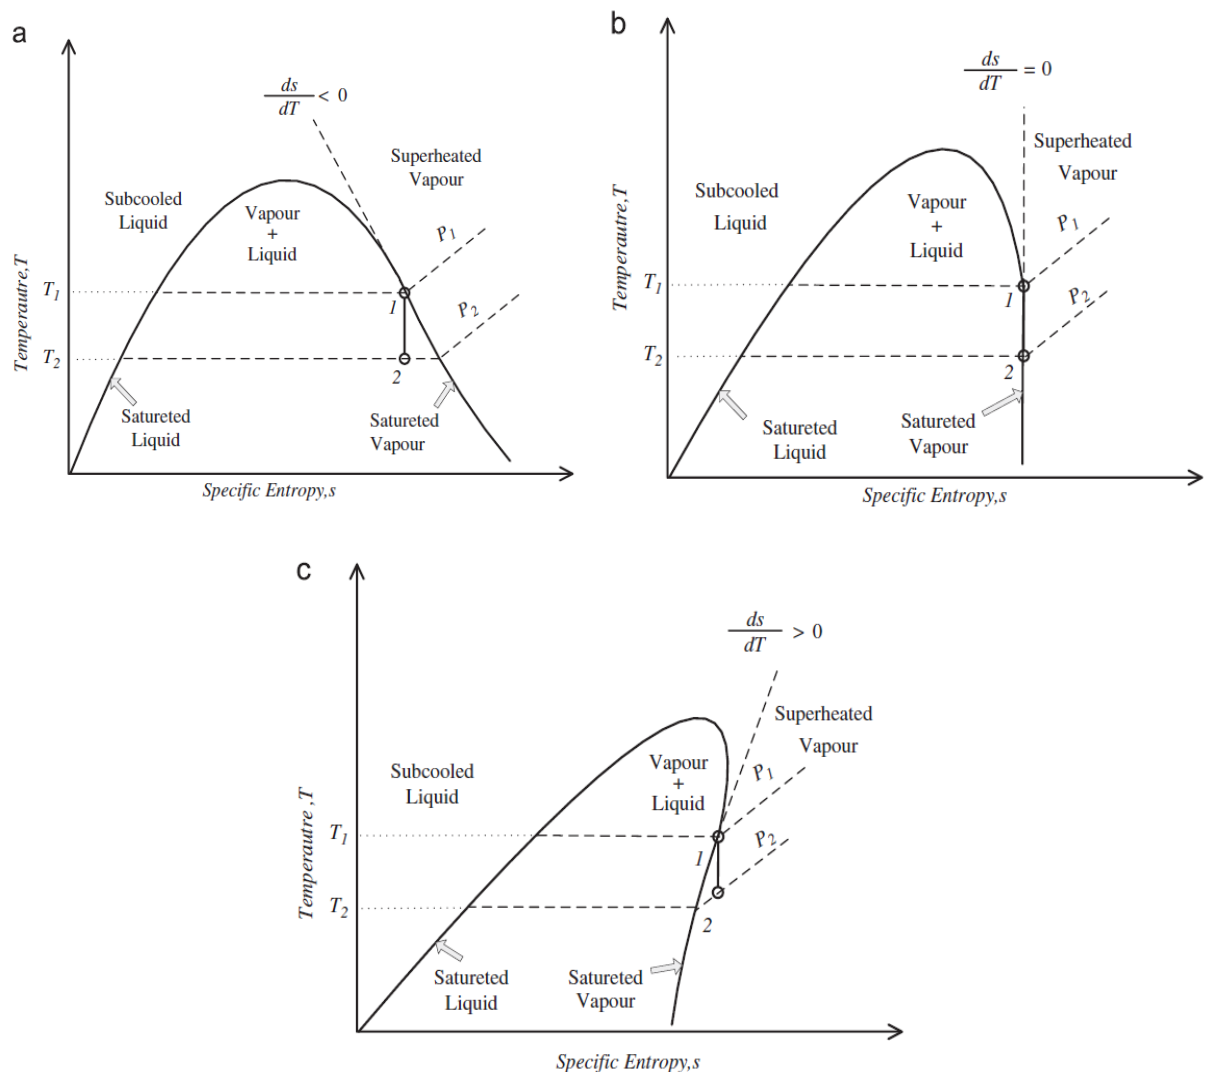 a
ds
dT
< 0
Superheated
Vapour
Subcooled
Liquid
Vapour
+
Liquid
P1
P2
T1
1
T2
2
Temperautre,T
Satureted
Liquid
Satureted
Vapour
Specific Entropy,s
b
ds
dT
= 0
Superheated
Vapour
Subcooled
Liquid
Vapour
+
Liquid
P1
P2
T1
1
T2
2
Temperautre,T
Satureted
Liquid
Satureted
Vapour
Specific Entropy,s
c
ds
dT
> 0
Superheated
Vapour
Subcooled
Liquid
Vapour
+
Liquid
P1
P2
T1
1
T2
2
Temperautre ,T
Satureted
Liquid
Satureted
Vapour
Specific Entropy,s